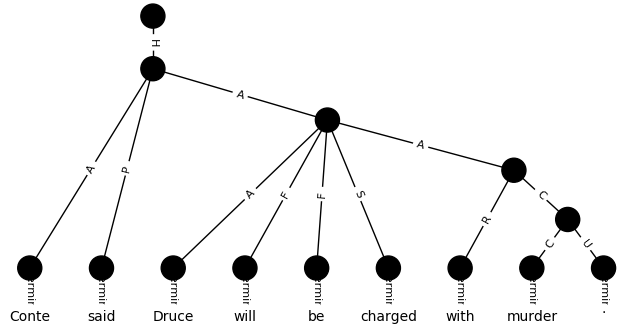 H
A
A P A
A F F S R C
C U
rmir rmir rmir rmir rmir rmir rmir rmir rmir
Conte said Druce will be charged with murder .